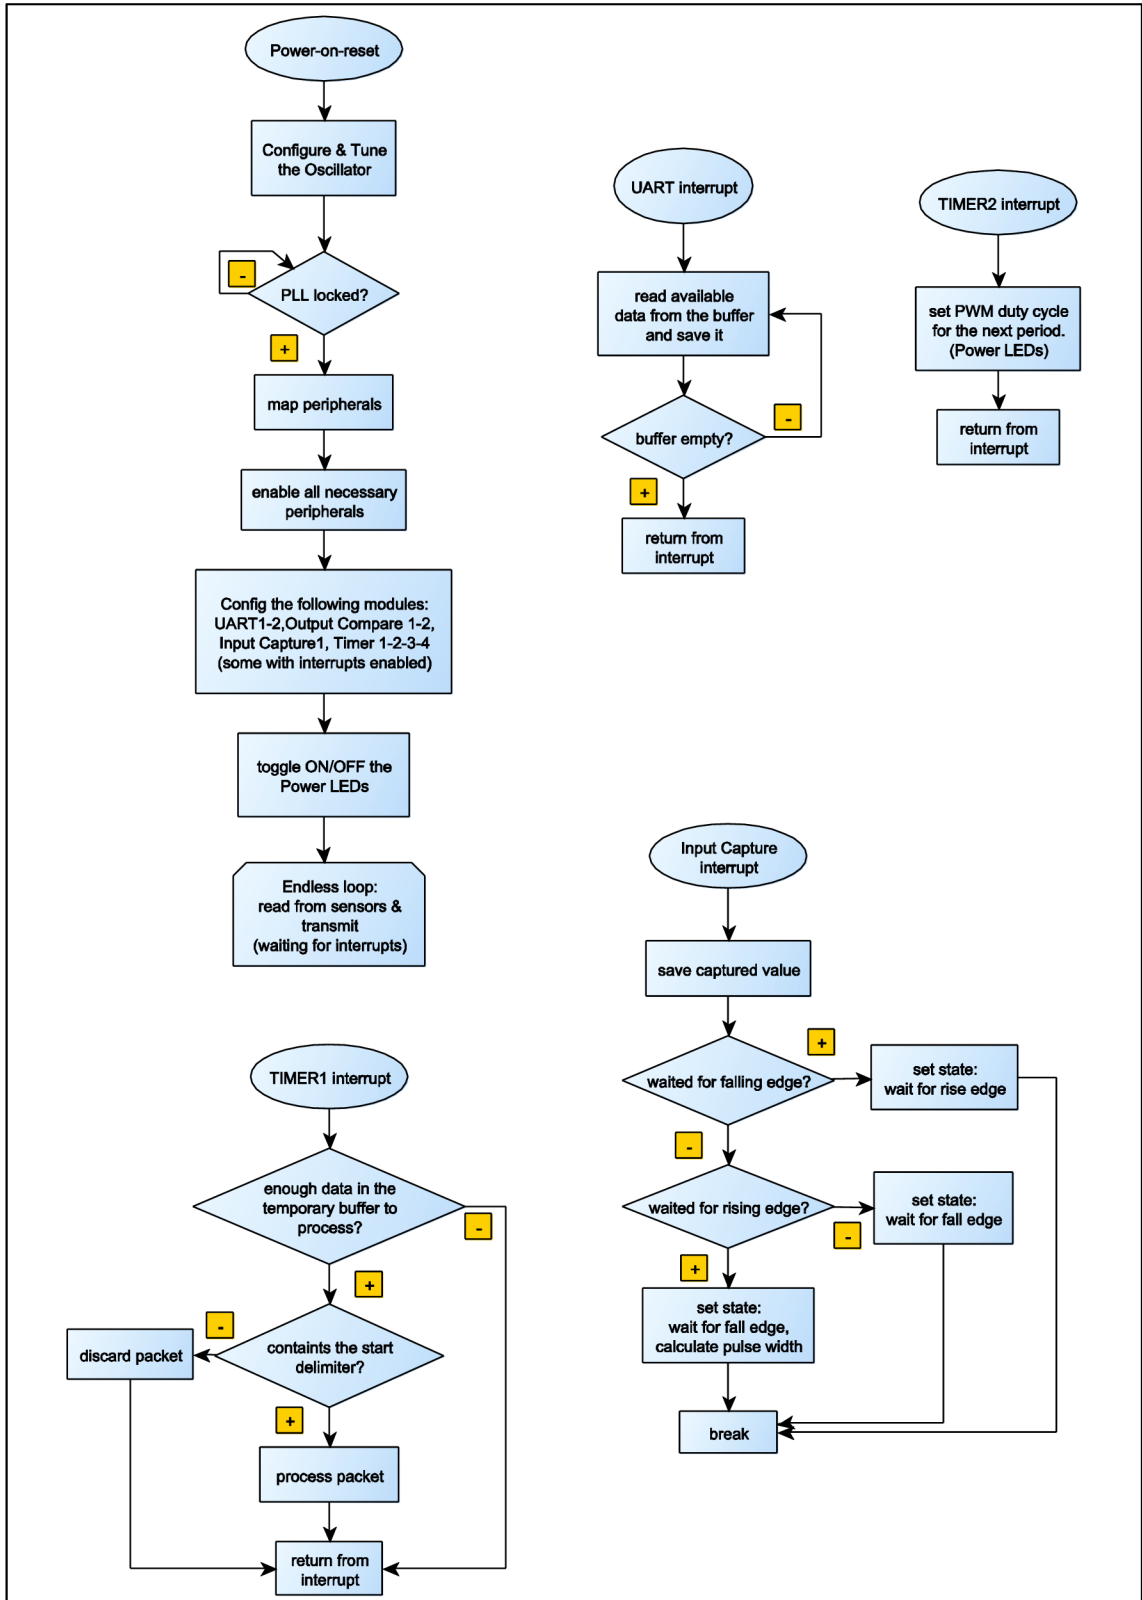 Power-on-reset
Configure & Tune
the Oscillator
PLL locked?
-
+
map peripherals
enable all necessary
peripherals
Config the following modules:
UART1-2,Output Compare 1-2,
Input Capture1, Timer 1-2-3-4
(some with interrupts enabled)
toggle ON/OFF the
Power LEDs
Endless loop:
read from sensors &
transmit
(waiting for interrupts)
UART interrupt
read available
data from the buffer
and save it
buffer empty?
-
+
return from
interrupt
TIMER2 interrupt
set PWM duty cycle
for the next period.
(Power LEDs)
return from
interrupt
TIMER1 interrupt
enough data in the
temporary buffer to
process?
-
+
containts the start
delimiter?
-
discard packet
+
process packet
return from
interrupt
Input Capture
interrupt
save captured value
waited for falling edge?
+
set state:
wait for rise edge
-
waited for rising edge?
-
set state:
wait for fall edge
+
set state:
wait for fall edge,
calculate pulse width
break